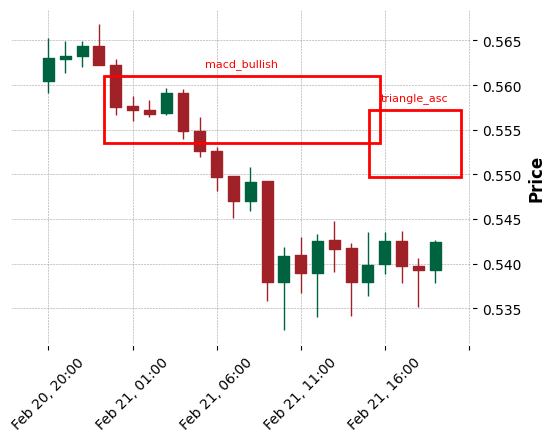 0.565
macd_bullish
0.560
triangle_asc
0.555
0.550
0.545
0.540
0.535
Price
Feb 20, 20:00
Feb 21, 01:00
Feb 21, 06:00
Feb 21, 11:00
Feb 21, 16:00